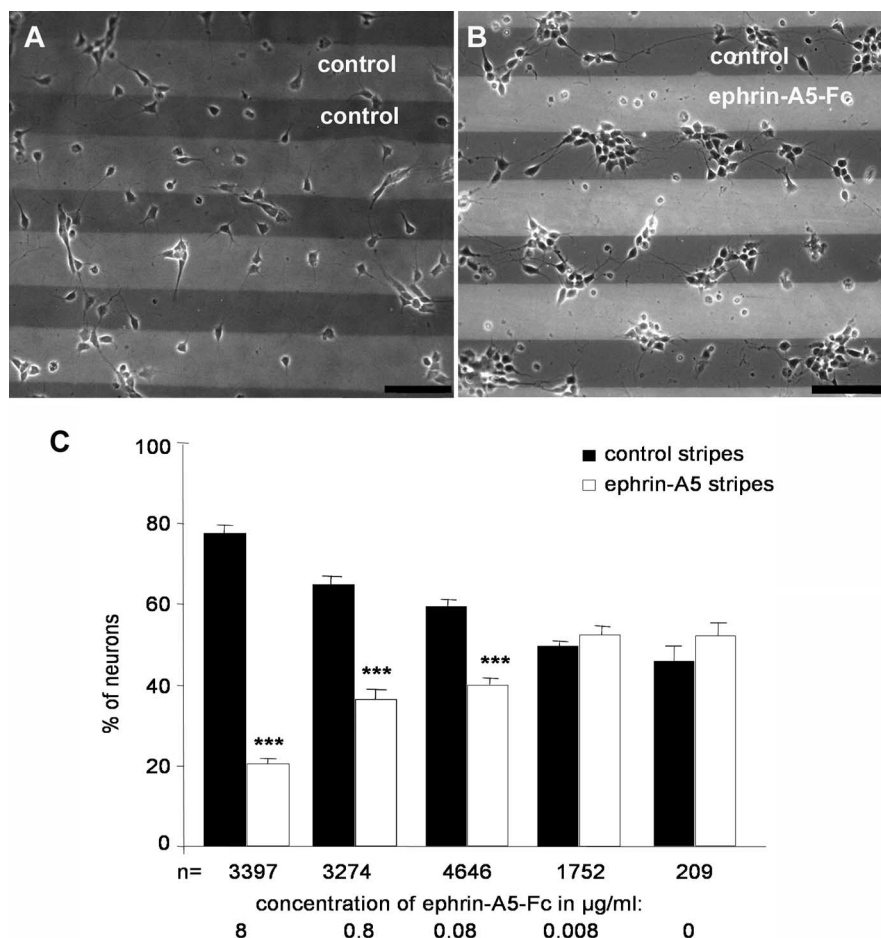 A
control
control
B
control
ephrin-A5-Fc
C
100
80
60
40
20
0
% of neurons
control stripes
ephrin-A5 stripes
***
***
***
n= 3397 3274 4646 1752 209
concentration of ephrin-A5-Fc in µg/ml:
8 0.8 0.08 0.008 0